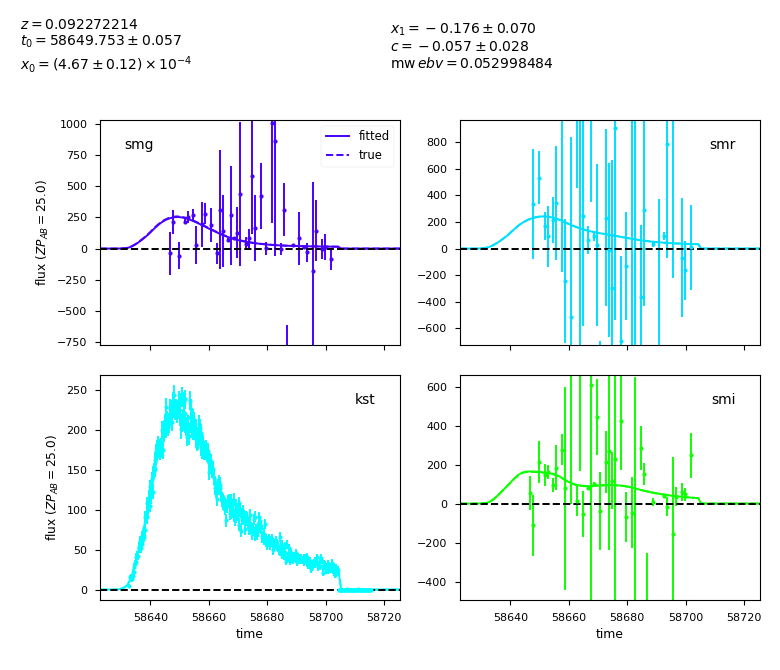 z = 0.092272214
t₀ = 58649.753 ± 0.057
x₀ = (4.67 ± 0.12) × 10⁻⁴
x₁ = −0.176 ± 0.070
c = −0.057 ± 0.028
mw ebv = 0.052998484
1000
750
500
250
0
−250
−500
−750
flux (ZP_AB = 25.0)
smg
fitted
true
800
600
400
200
0
−200
−400
−600
smr
250
200
150
100
50
0
flux (ZP_AB = 25.0)
kst
58640 58660 58680 58700 58720
time
600
400
200
0
−200
−400
smi
58640 58660 58680 58700 58720
time